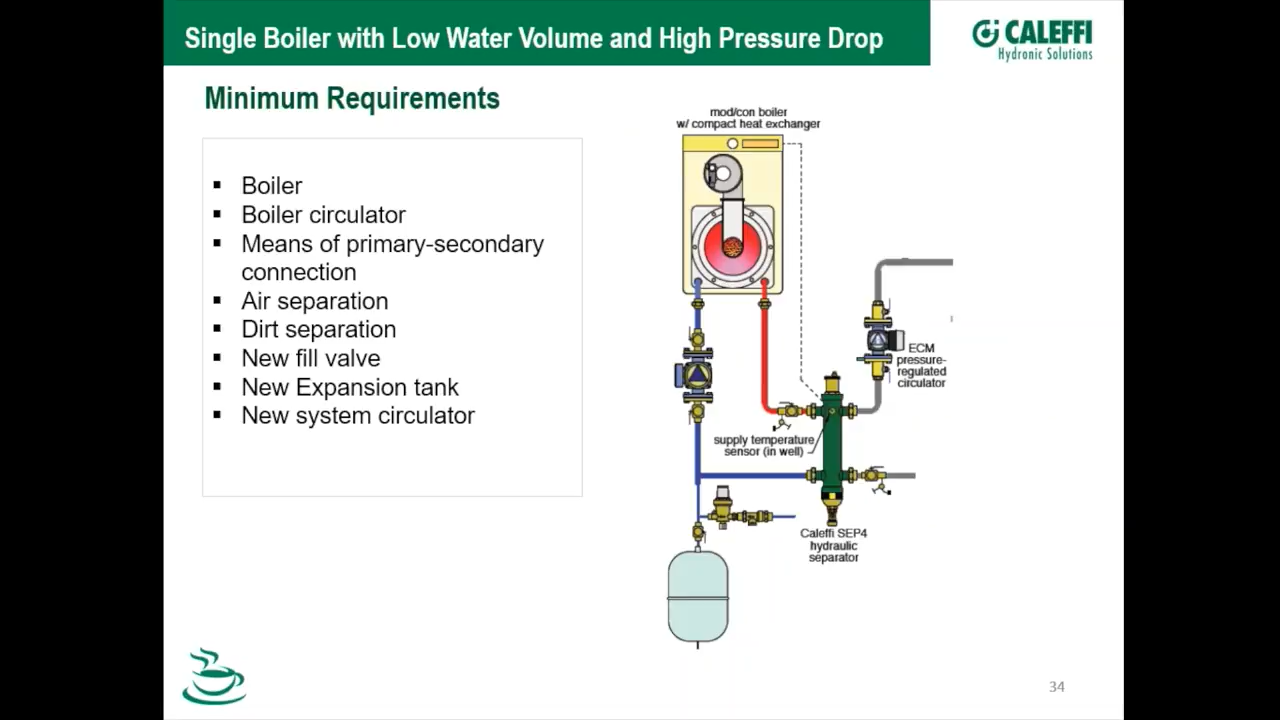 Single Boiler with Low Water Volume and High Pressure Drop
CALEFFI
Hydronic Solutions
Minimum Requirements
▪ Boiler
▪ Boiler circulator
▪ Means of primary-secondary
connection
▪ Air separation
▪ Dirt separation
▪ New fill valve
▪ New Expansion tank
▪ New system circulator
mod/con boiler
w/ compact heat exchanger
ECM
pressure-
regulated
circulator
supply temperature
sensor (in well)
Caleffi SEP4
hydraulic
separator
34